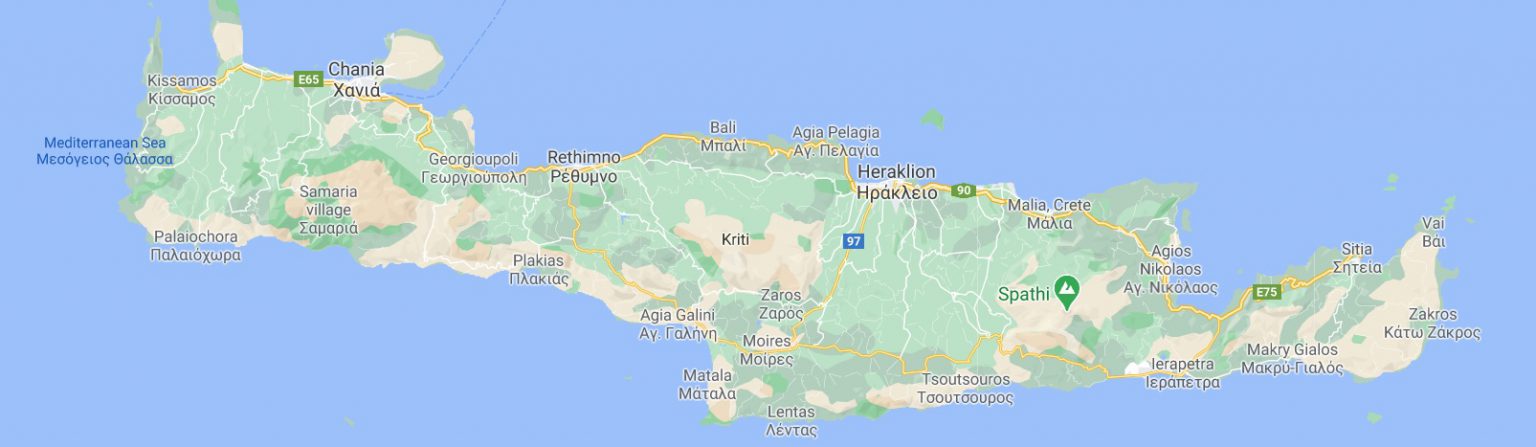 Kissamos
Κίσσαμος
E65
Chania
Χανιά
Mediterranean Sea
Μεσόγειος Θάλασσα
Georgioupoli
Γεωργιούπολη
Rethimno
Ρέθυμνο
Bali
Μπαλί
Agia Pelagia
Αγ. Πελαγία
Heraklion
Ηράκλειο
90
Malia, Crete
Μάλια
Samaria
village
Σαμαριά
Palaiochora
Παλαιόχωρα
Plakias
Πλακιάς
Kriti
97
Agios
Nikolaos
Αγ. Νικόλαος
Sitia
Σητεία
Vai
Βάι
Spathi
E75
Zaros
Ζαρός
Agia Galini
Αγ. Γαλήνη
Moires
Μοίρες
Zakros
Κάτω Ζάκρος
Makry Gialos
Μακρύ-Γιαλός
Ierapetra
Ιεράπετρα
Matala
Μάταλα
Tsoutsouros
Τσούτσουρος
Lentas
Λέντας